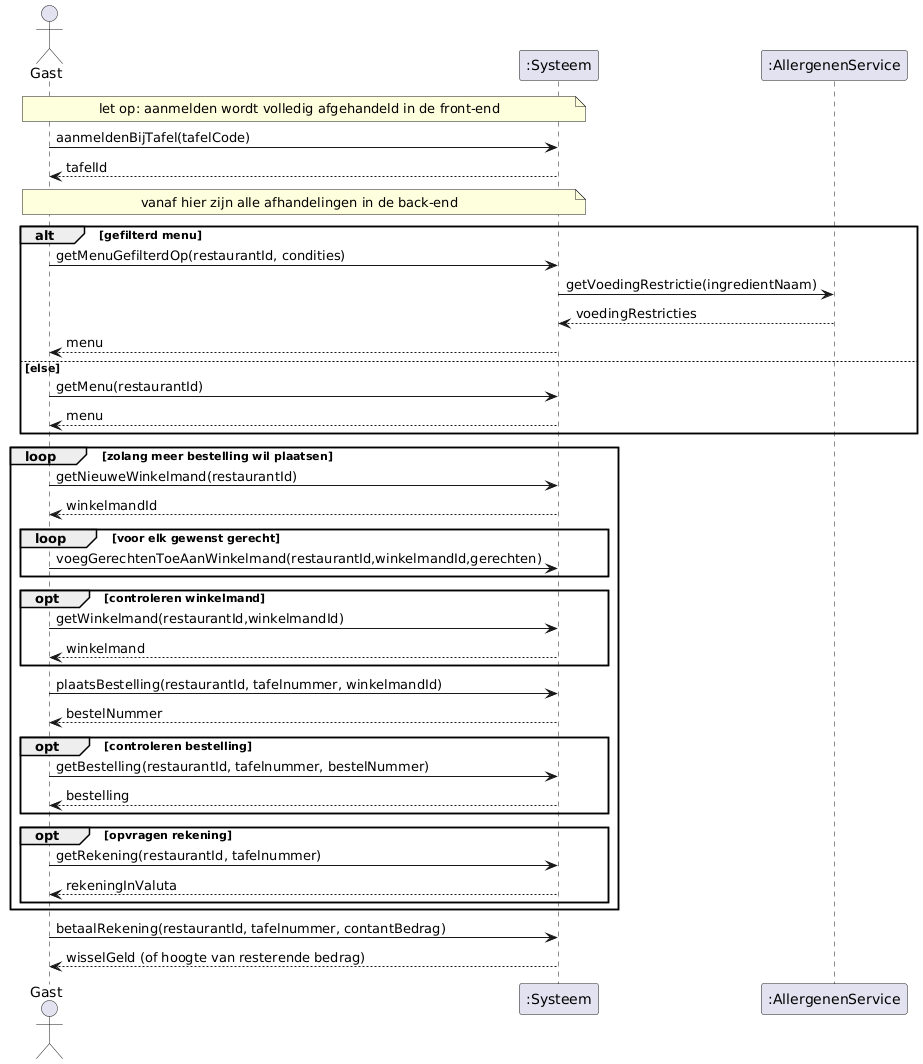 Gast
:Systeem
:AllergenenService
let op: aanmelden wordt volledig afgehandeld in de front-end
aanmeldenBijTafel(tafelCode)
tafelId
vanaf hier zijn alle afhandelingen in de back-end
alt [gefilterd menu]
getMenuGefilterdOp(restaurantId, condities)
getVoedingRestrictie(ingredientNaam)
voedingRestricties
menu
[else]
getMenu(restaurantId)
menu
loop [zolang meer bestelling wil plaatsen]
getNieuweWinkelmand(restaurantId)
winkelmandId
loop [voor elk gewenst gerecht]
voegGerechtenToeAanWinkelmand(restaurantId,winkelmandId,gerechten)
opt [controleren winkelmand]
getWinkelmand(restaurantId,winkelmandId)
winkelmand
plaatsBestelling(restaurantId, tafelnummer, winkelmandId)
bestelNummer
opt [controleren bestelling]
getBestelling(restaurantId, tafelnummer, bestelNummer)
bestelling
opt [opvragen rekening]
getRekening(restaurantId, tafelnummer)
rekeningInValuta
betaalRekening(restaurantId, tafelnummer, contantBedrag)
wisselGeld (of hoogte van resterende bedrag)
Gast
:Systeem
:AllergenenService